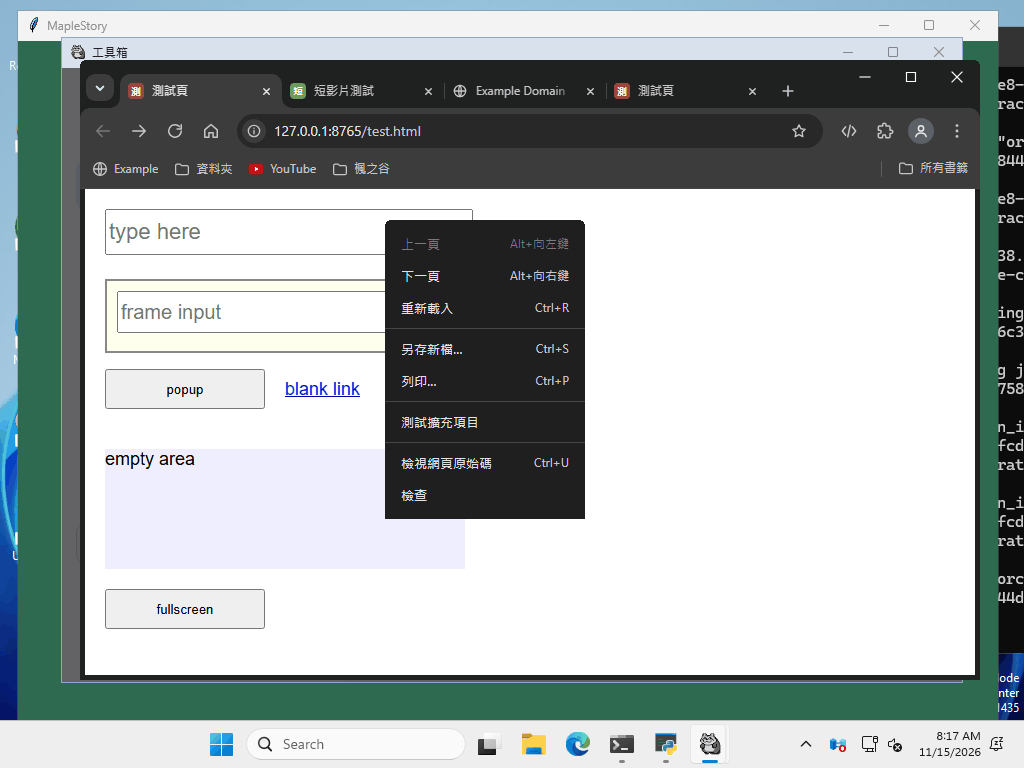 MapleStory
工具箱
測試頁
短影片測試
Example Domain
測試頁
127.0.0.1:8765/test.html
Example
資料夾
YouTube
楓之谷
所有書籤
type here
frame input
popup
blank link
empty area
fullscreen
上一頁 Alt+向左鍵
下一頁 Alt+向右鍵
重新載入 Ctrl+R
另存新檔... Ctrl+S
列印... Ctrl+P
測試擴充項目
檢視網頁原始碼 Ctrl+U
檢查
Search
8:17 AM
11/15/2026